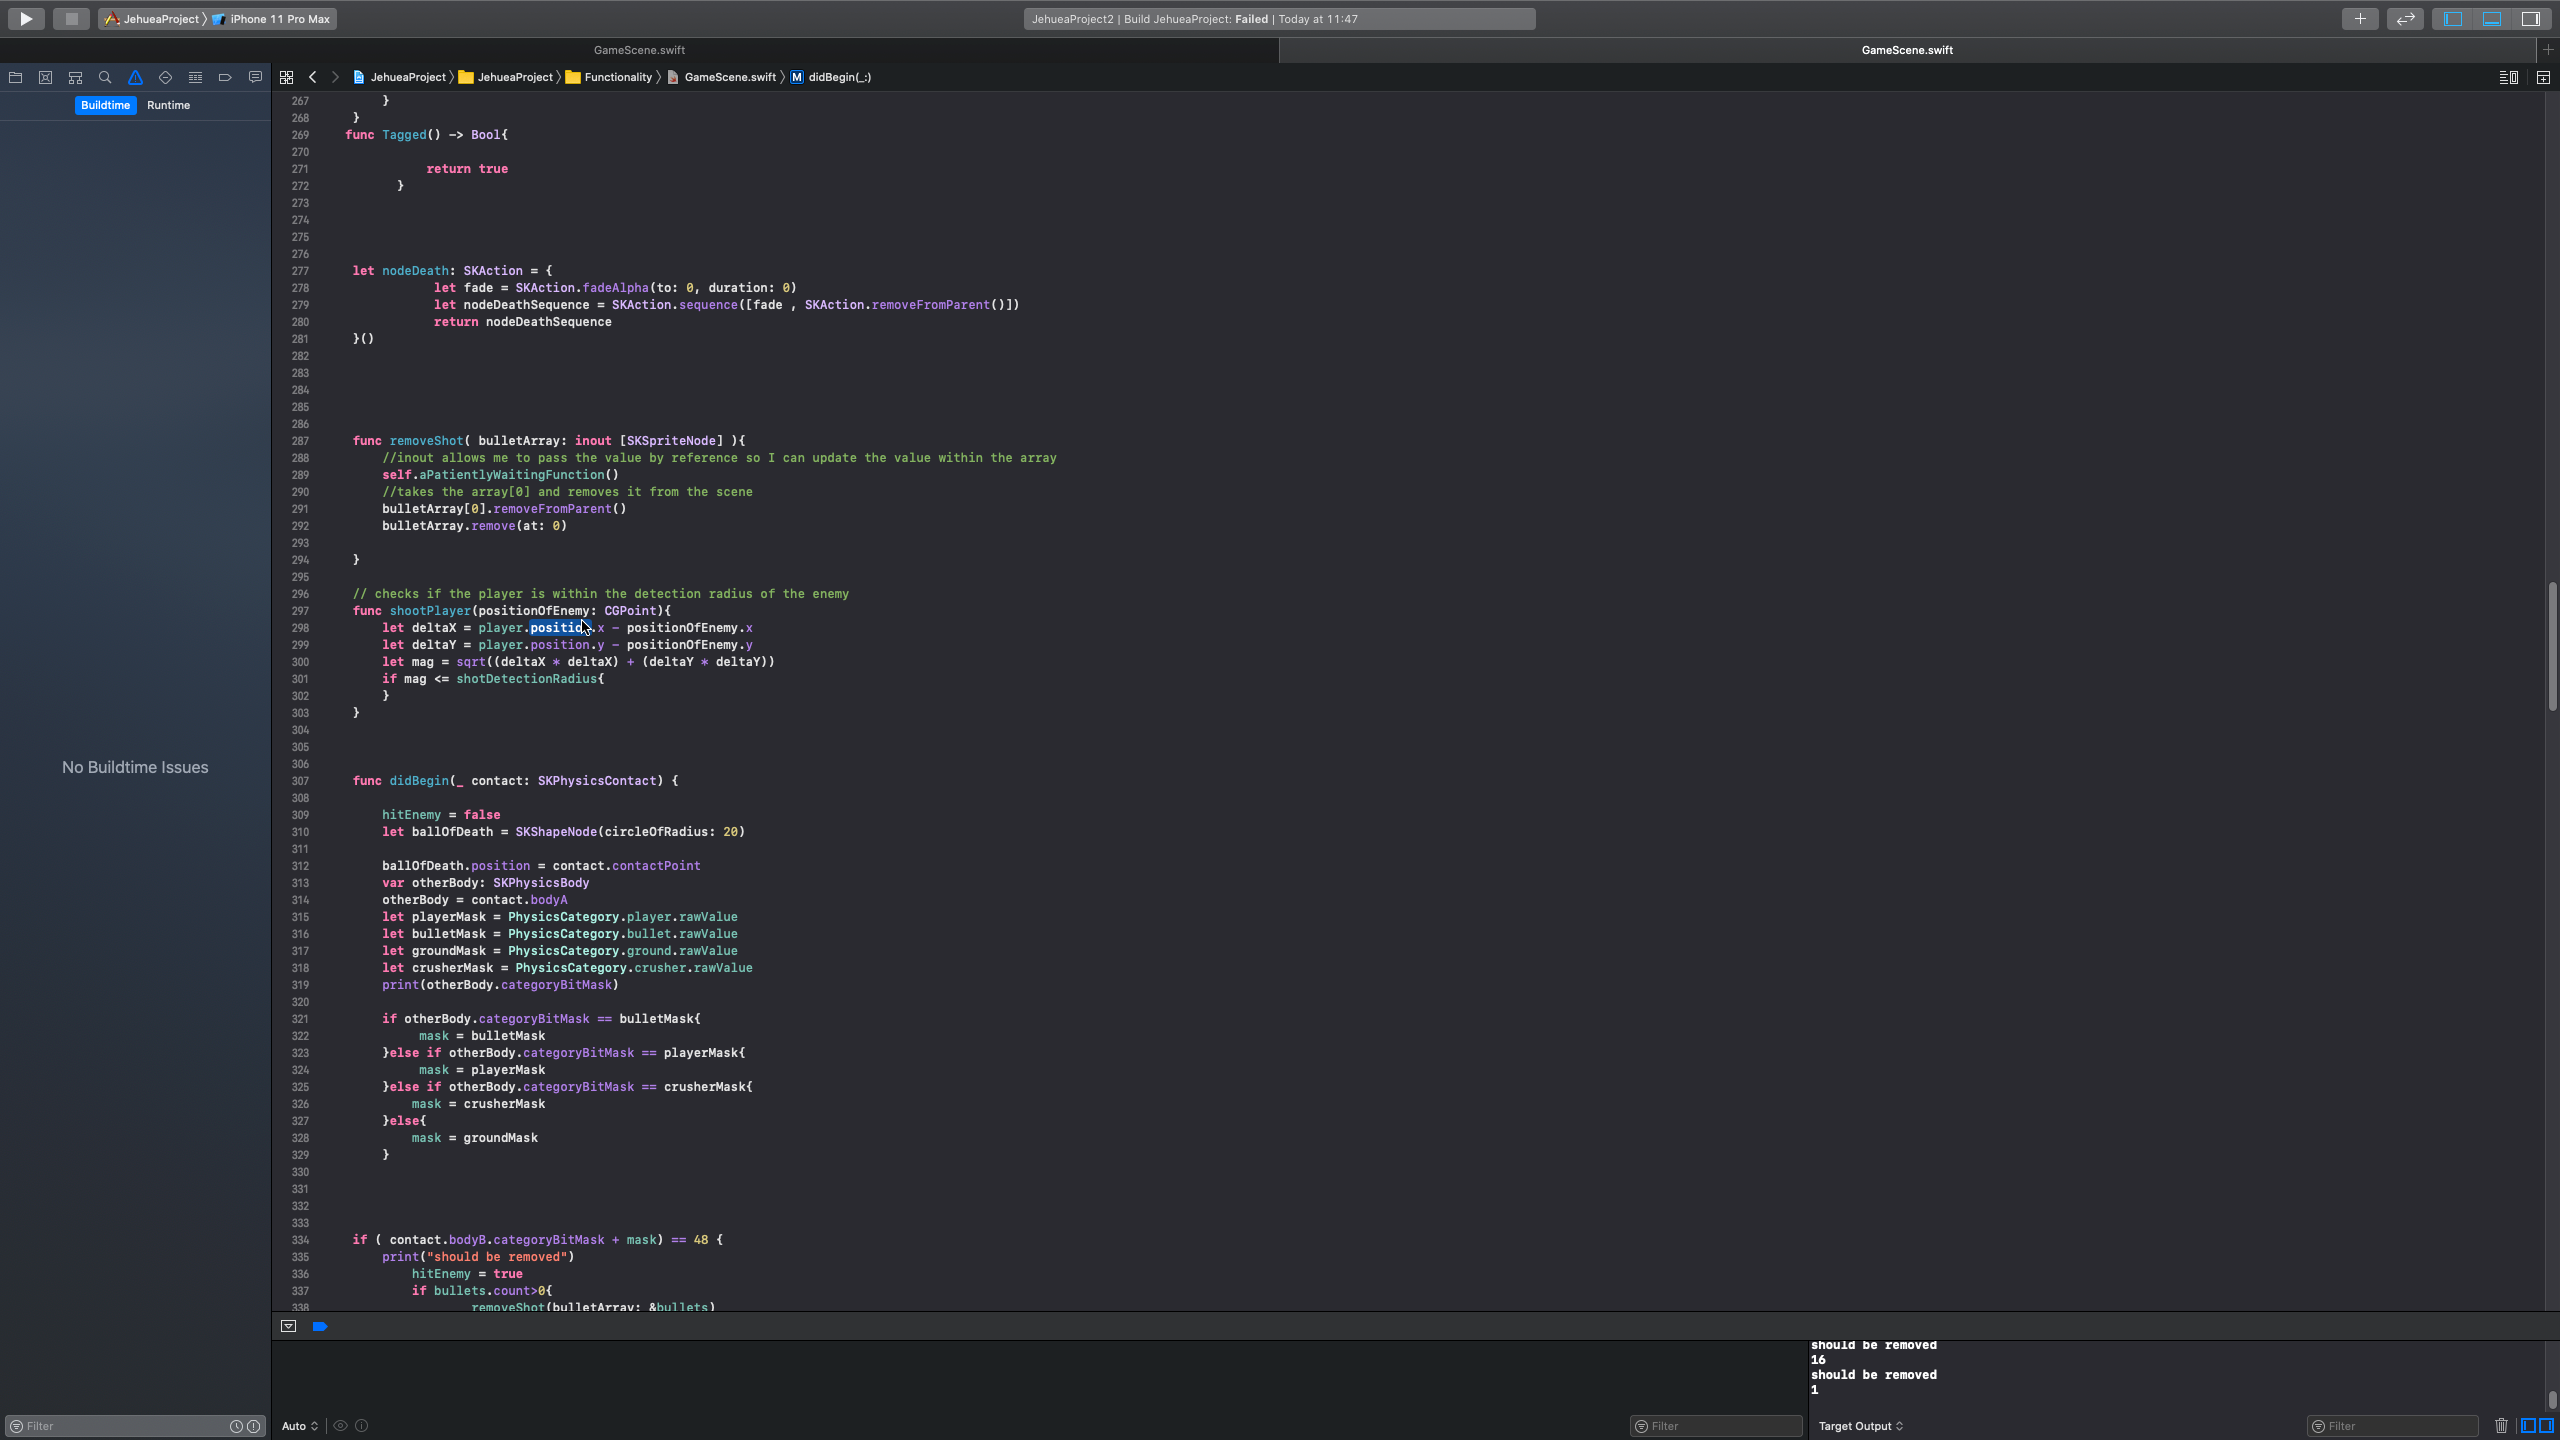 JehueaProject 〉 iPhone 11 Pro Max
JehueaProject2 | Build JehueaProject: Failed | Today at 11:47
GameScene.swift
GameScene.swift
JehueaProject 〉 JehueaProject 〉 Functionality 〉 GameScene.swift 〉 M didBegin(_:)
Buildtime Runtime
No Buildtime Issues
267 }
268 }
269 func Tagged() -> Bool{
270
271 return true
272 }
273
274
275
276
277 let nodeDeath: SKAction = {
278 let fade = SKAction.fadeAlpha(to: 0, duration: 0)
279 let nodeDeathSequence = SKAction.sequence([fade , SKAction.removeFromParent()])
280 return nodeDeathSequence
281 }()
282
283
284
285
286
287 func removeShot( bulletArray: inout [SKSpriteNode] ){
288 //inout allows me to pass the value by reference so I can update the value within the array
289 self.aPatientlyWaitingFunction()
290 //takes the array[0] and removes it from the scene
291 bulletArray[0].removeFromParent()
292 bulletArray.remove(at: 0)
293
294 }
295
296 // checks if the player is within the detection radius of the enemy
297 func shootPlayer(positionOfEnemy: CGPoint){
298 let deltaX = player.position.x - positionOfEnemy.x
299 let deltaY = player.position.y - positionOfEnemy.y
300 let mag = sqrt((deltaX * deltaX) + (deltaY * deltaY))
301 if mag <= shotDetectionRadius{
302 }
303 }
304
305
306
307 func didBegin(_ contact: SKPhysicsContact) {
308
309 hitEnemy = false
310 let ballOfDeath = SKShapeNode(circleOfRadius: 20)
311
312 ballOfDeath.position = contact.contactPoint
313 var otherBody: SKPhysicsBody
314 otherBody = contact.bodyA
315 let playerMask = PhysicsCategory.player.rawValue
316 let bulletMask = PhysicsCategory.bullet.rawValue
317 let groundMask = PhysicsCategory.ground.rawValue
318 let crusherMask = PhysicsCategory.crusher.rawValue
319 print(otherBody.categoryBitMask)
320
321 if otherBody.categoryBitMask == bulletMask{
322 mask = bulletMask
323 }else if otherBody.categoryBitMask == playerMask{
324 mask = playerMask
325 }else if otherBody.categoryBitMask == crusherMask{
326 mask = crusherMask
327 }else{
328 mask = groundMask
329 }
330
331
332
333
334 if ( contact.bodyB.categoryBitMask + mask) == 48 {
335 print("should be removed")
336 hitEnemy = true
337 if bullets.count>0{
338 removeShot(bulletArray: &bullets)
should be removed
16
should be removed
1
Filter
Auto
Filter
Target Output
Filter